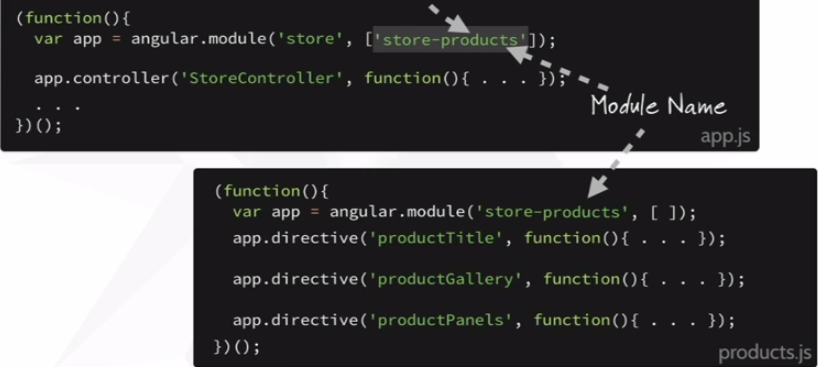 (function(){
var app = angular.module('store', ['store-products']);
app.controller('StoreController', function(){ . . . });
. . .
})();
Module Name
app.js
(function(){
var app = angular.module('store-products', [ ]);
app.directive('productTitle', function(){ . . . });
app.directive('productGallery', function(){ . . . });
app.directive('productPanels', function(){ . . . });
})();
products.js